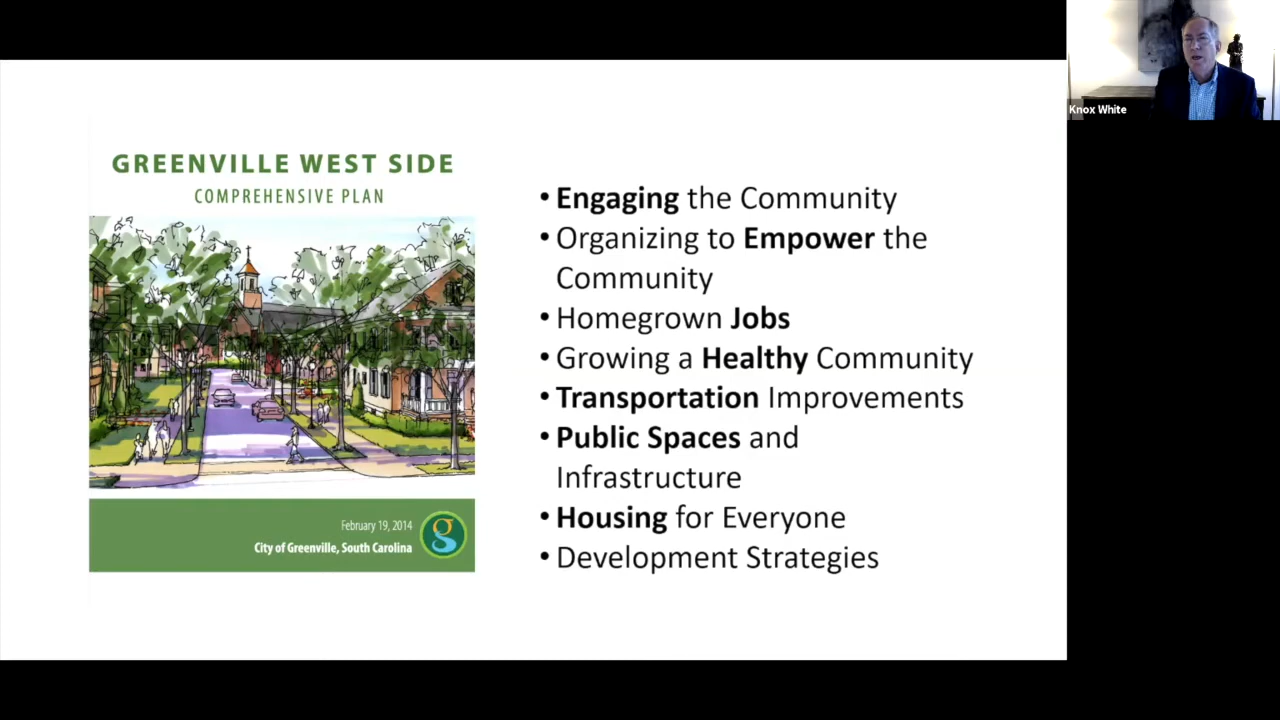 Knox White
GREENVILLE WEST SIDE
COMPREHENSIVE PLAN
February 19, 2014
City of Greenville, South Carolina
g
• Engaging the Community
• Organizing to Empower the
Community
• Homegrown Jobs
• Growing a Healthy Community
• Transportation Improvements
• Public Spaces and
Infrastructure
• Housing for Everyone
• Development Strategies